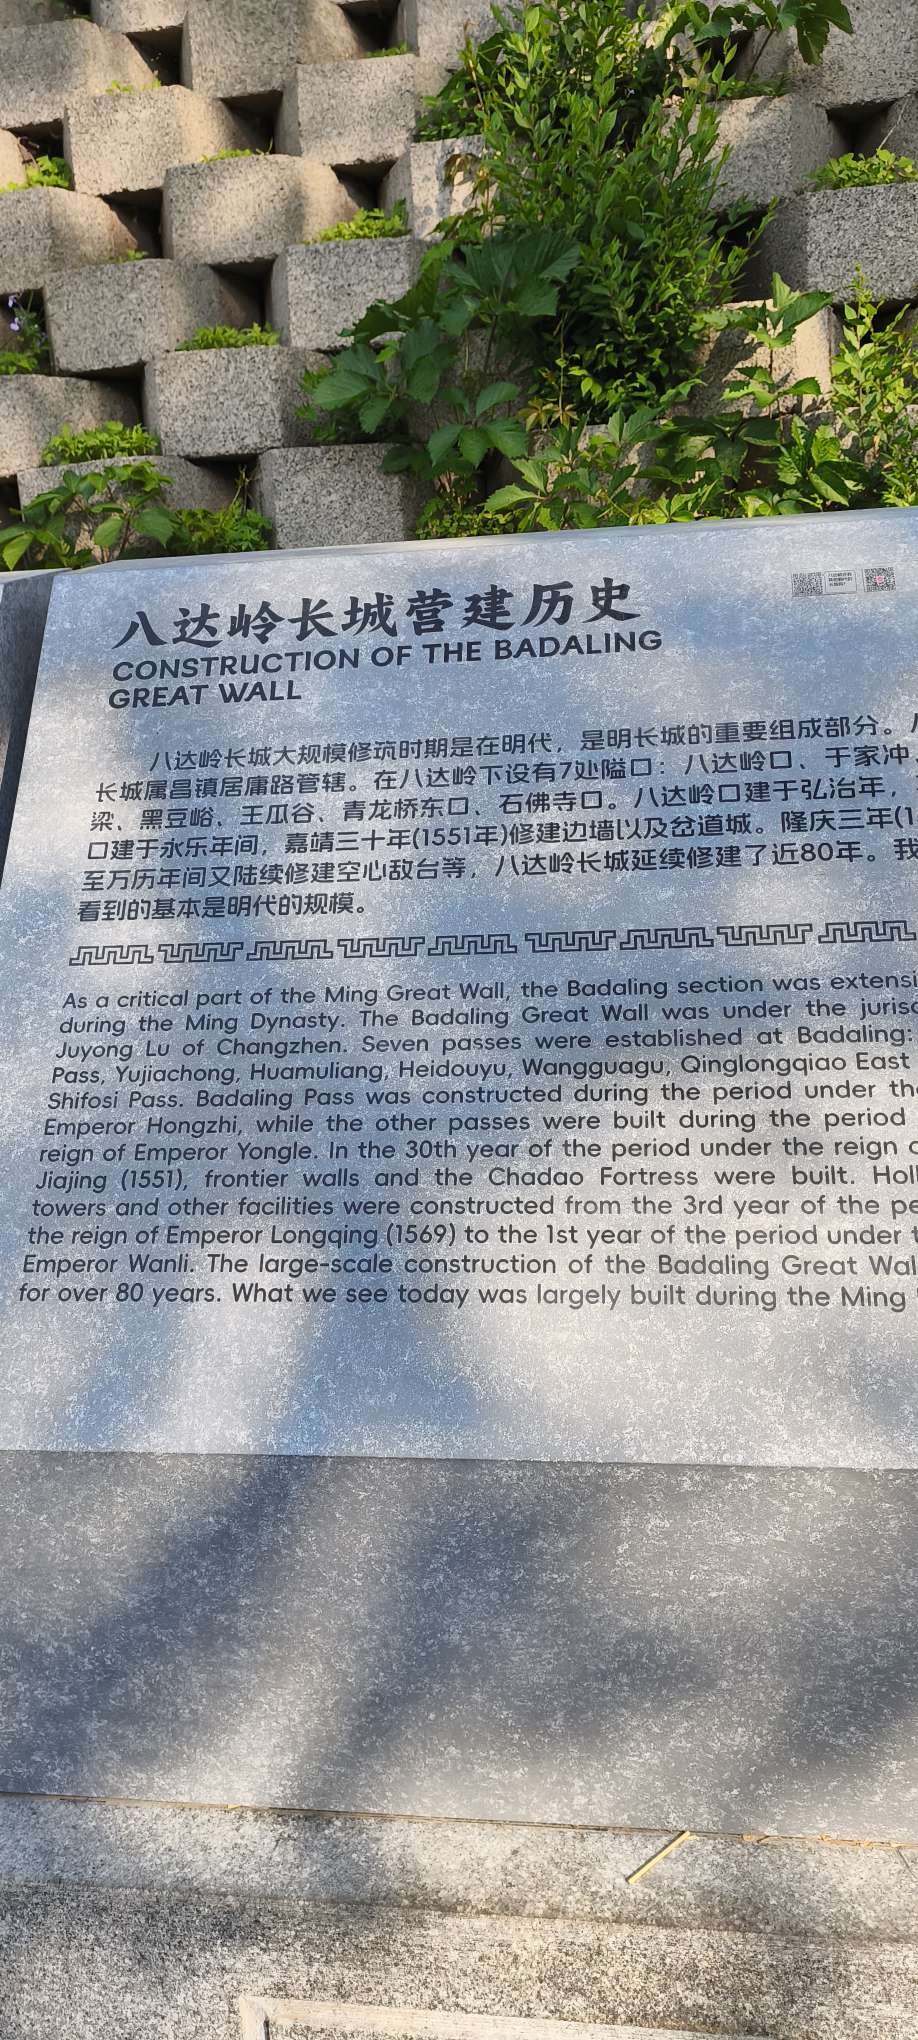 八达岭长城营建历史
CONSTRUCTION OF THE BADALING
GREAT WALL
八达岭长城大规模修筑时期是在明代，是明长城的重要组成部分。
长城属昌镇居庸路管辖。在八达岭下设有7处隘口：八达岭口、于家冲、
梁、黑豆峪、王瓜谷、青龙桥东口、石佛寺口。八达岭口建于弘治年，
口建于永乐年间，嘉靖三十年(1551年)修建边墙以及岔道城。隆庆三年(1
至万历年间又陆续修建空心敌台等，八达岭长城延续修建了近80年。我
看到的基本是明代的规模。
As a critical part of the Ming Great Wall, the Badaling section was extensi
during the Ming Dynasty. The Badaling Great Wall was under the jurisd
Juyong Lu of Changzhen. Seven passes were established at Badaling:
Pass, Yujiachong, Huamuliang, Heidouyu, Wangguagu, Qinglongqiao East
Shifosi Pass. Badaling Pass was constructed during the period under the
Emperor Hongzhi, while the other passes were built during the period
reign of Emperor Yongle. In the 30th year of the period under the reign o
Jiajing (1551), frontier walls and the Chadao Fortress were built. Holl
towers and other facilities were constructed from the 3rd year of the pe
the reign of Emperor Longqing (1569) to the 1st year of the period under t
Emperor Wanli. The large-scale construction of the Badaling Great Wal
for over 80 years. What we see today was largely built during the Ming